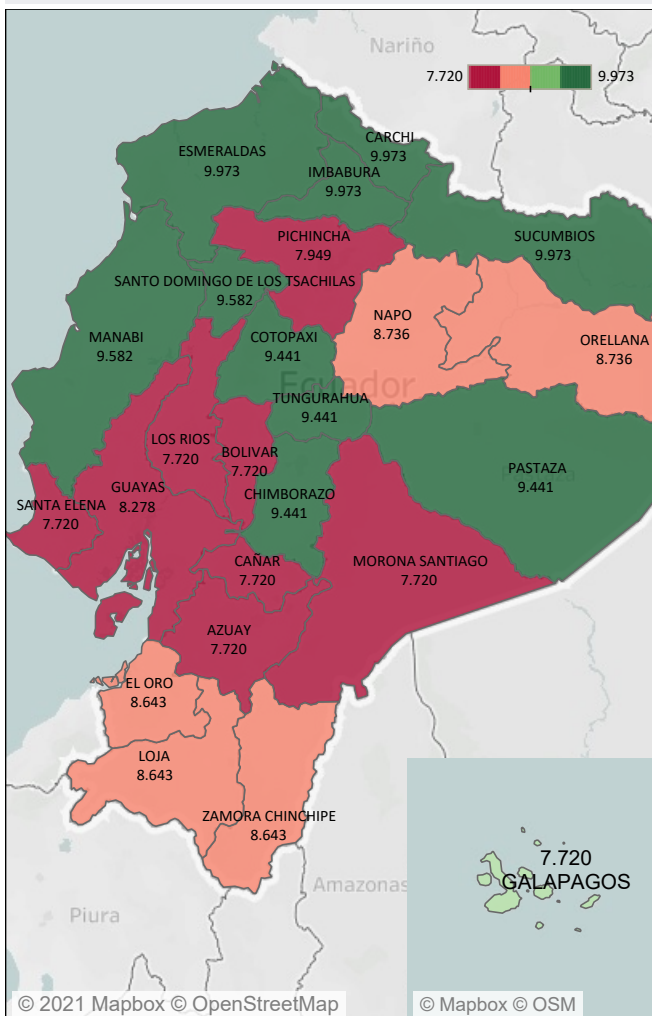 Nariño
7.720 9.973
CARCHI
9.973
ESMERALDAS
9.973
IMBABURA
9.973
PICHINCHA
7.949
SUCUMBIOS
9.973
SANTO DOMINGO DE LOS TSACHILAS
9.582
NAPO
8.736
MANABI
9.582
COTOPAXI
9.441
ORELLANA
8.736
Ecuador
TUNGURAHUA
9.441
LOS RIOS
7.720
BOLIVAR
7.720
PASTAZA
9.441
GUAYAS
8.278
CHIMBORAZO
9.441
SANTA ELENA
7.720
CAÑAR
7.720
MORONA SANTIAGO
7.720
AZUAY
7.720
EL ORO
8.643
LOJA
8.643
ZAMORA CHINCHIPE
8.643
7.720
GALAPAGOS
Amazonas
Piura
© 2021 Mapbox © OpenStreetMap
© Mapbox © OSM